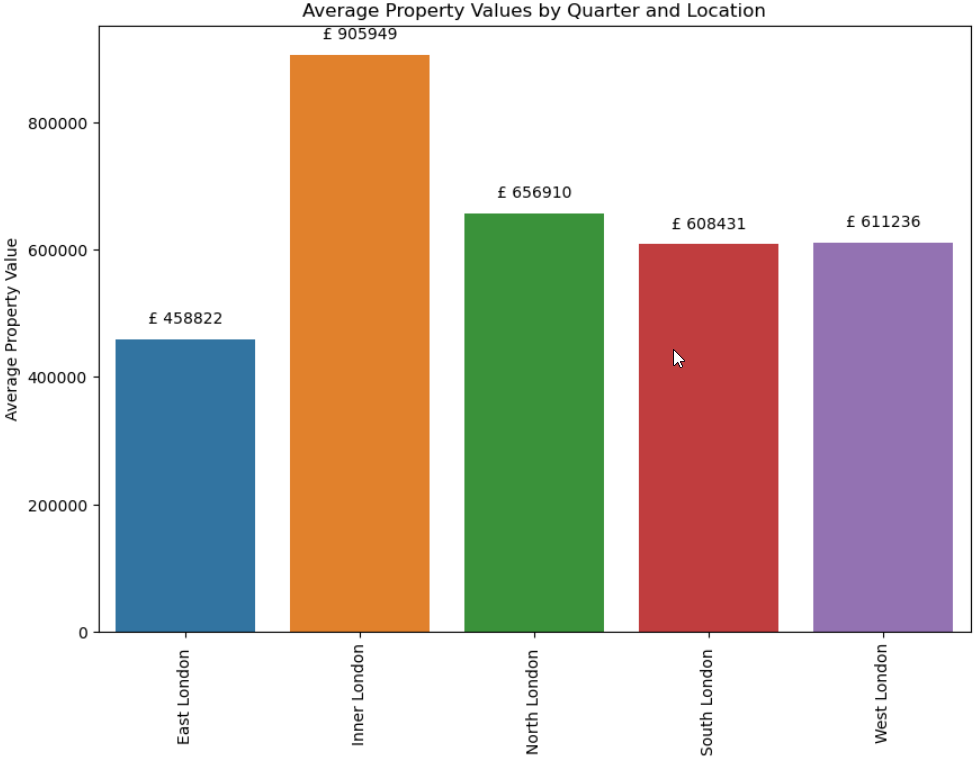 Average Property Values by Quarter and Location
£ 905949
800000
£ 656910
£ 608431
£ 611236
600000
£ 458822
400000
200000
0
Average Property Value
East London
Inner London
North London
South London
West London